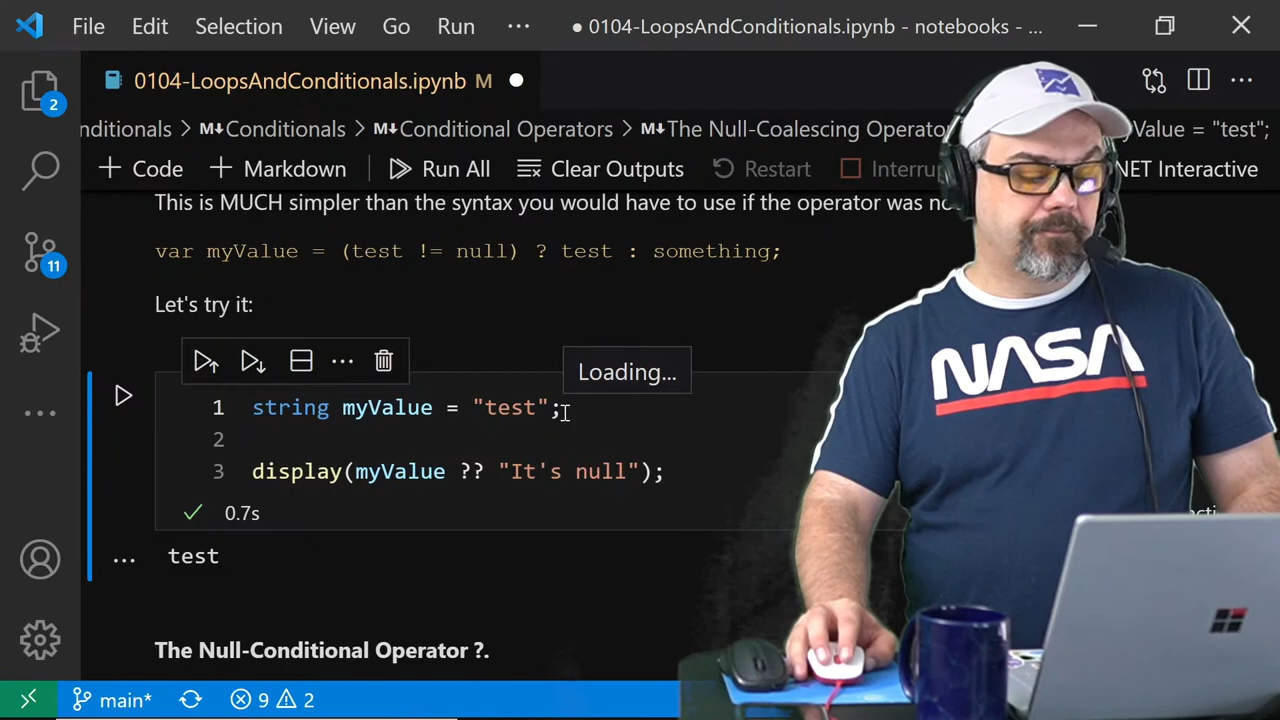 File Edit Selection View Go Run ··· ● 0104-LoopsAndConditionals.ipynb - notebooks - ...
0104-LoopsAndConditionals.ipynb M
nditionals > M↓Conditionals > M↓Conditional Operators > M↓The Null-Coalescing Operato yValue = "test";
+ Code + Markdown Run All Clear Outputs Restart Interru NET Interactive
2
This is MUCH simpler than the syntax you would have to use if the operator was no
var myValue = (test != null) ? test : something;
11
Let's try it:
Loading...
1 string myValue = "test";
2
3 display(myValue ?? "It's null");
✓ 0.7s
... test
The Null-Conditional Operator ?.
main* 9 2
NASA